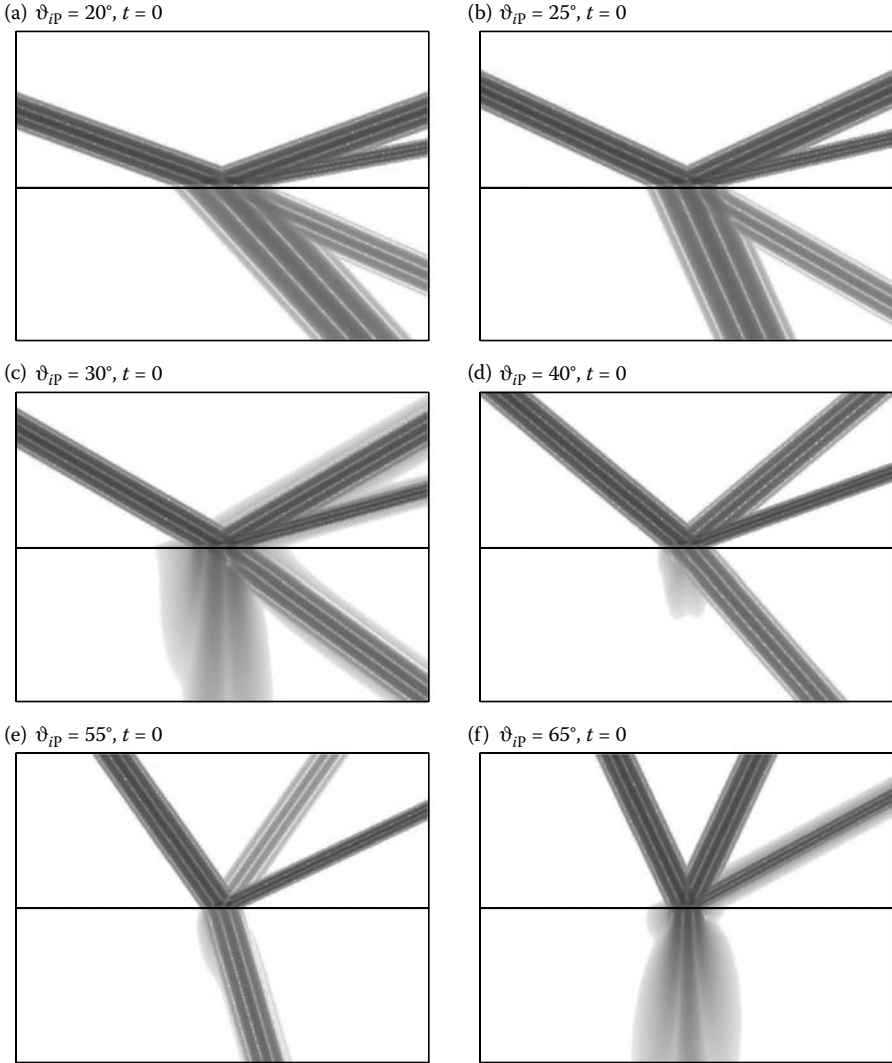 (a) ϑiP = 20°, t = 0
(b) ϑiP = 25°, t = 0
(c) ϑiP = 30°, t = 0
(d) ϑiP = 40°, t = 0
(e) ϑiP = 55°, t = 0
(f) ϑiP = 65°, t = 0